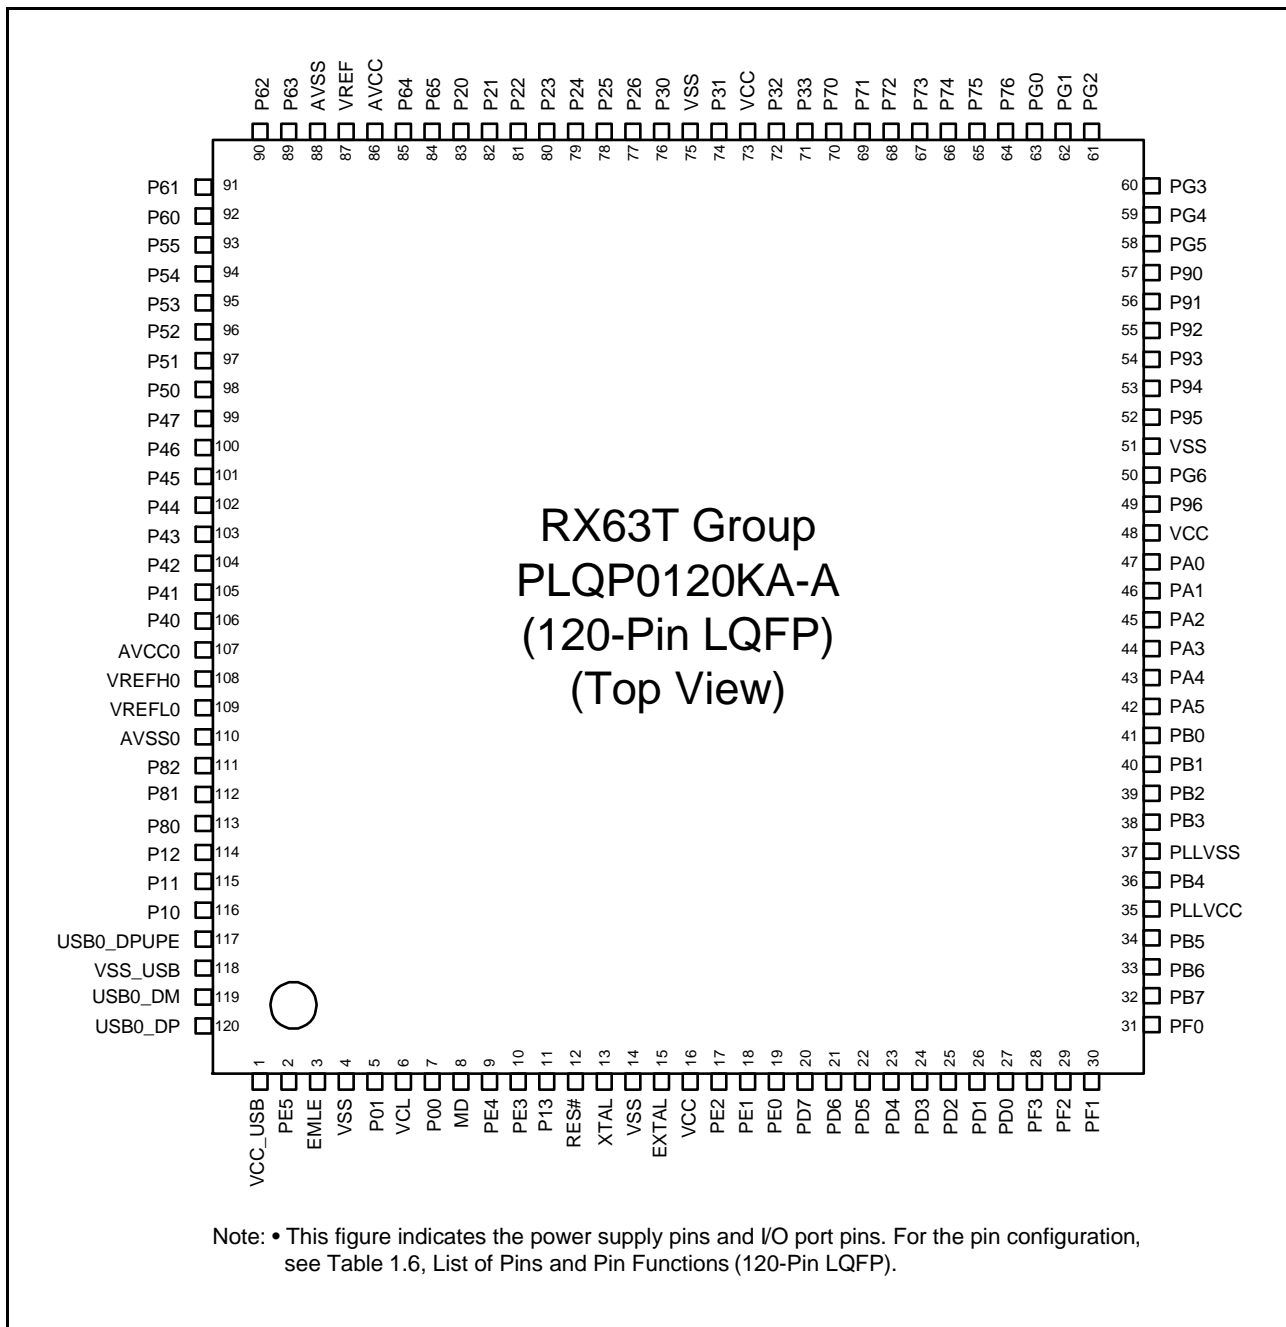 P62 P63 AVSS VREF AVCC P64 P65 P20 P21 P22 P23 P24 P25 P26 P30 VSS P31 VCC P32 P33 P70 P71 P72 P73 P74 P75 P76 PG0 PG1 PG2
90 89 88 87 86 85 84 83 82 81 80 79 78 77 76 75 74 73 72 71 70 69 68 67 66 65 64 63 62 61
P61 91
P60 92
P55 93
P54 94
P53 95
P52 96
P51 97
P50 98
P47 99
P46 100
P45 101
P44 102
P43 103
P42 104
P41 105
P40 106
AVCC0 107
VREFH0 108
VREFL0 109
AVSS0 110
P82 111
P81 112
P80 113
P12 114
P11 115
P10 116
USB0_DPUPE 117
VSS_USB 118
USB0_DM 119
USB0_DP 120
RX63T Group
PLQP0120KA-A
(120-Pin LQFP)
(Top View)
60 PG3
59 PG4
58 PG5
57 P90
56 P91
55 P92
54 P93
53 P94
52 P95
51 VSS
50 PG6
49 P96
48 VCC
47 PA0
46 PA1
45 PA2
44 PA3
43 PA4
42 PA5
41 PB0
40 PB1
39 PB2
38 PB3
37 PLLVSS
36 PB4
35 PLLVCC
34 PB5
33 PB6
32 PB7
31 PF0
1 2 3 4 5 6 7 8 9 10 11 12 13 14 15 16 17 18 19 20 21 22 23 24 25 26 27 28 29 30
VCC_USB PE5 EMLE VSS P01 VCL P00 MD PE4 PE3 P13 RES# XTAL VSS EXTAL VCC PE2 PE1 PE0 PD7 PD6 PD5 PD4 PD3 PD2 PD1 PD0 PF3 PF2 PF1
Note: • This figure indicates the power supply pins and I/O port pins. For the pin configuration,
see Table 1.6, List of Pins and Pin Functions (120-Pin LQFP).